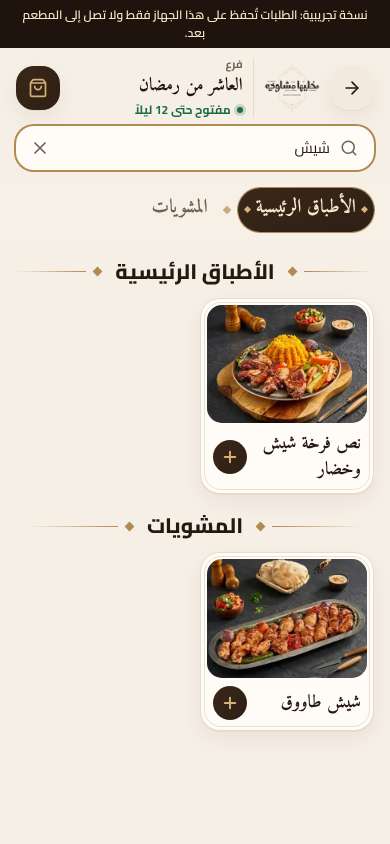 نسخة تجريبية: الطلبات تُحفظ على هذا الجهاز فقط ولا تصل إلى المطعم
بعد.
فرع
العاشر من رمضان
مفتوح حتى 12 ليلاً
شيش
الأطباق الرئيسية
المشويات
الأطباق الرئيسية
نص فرخة شيش
وخضار
المشويات
شيش طاووق